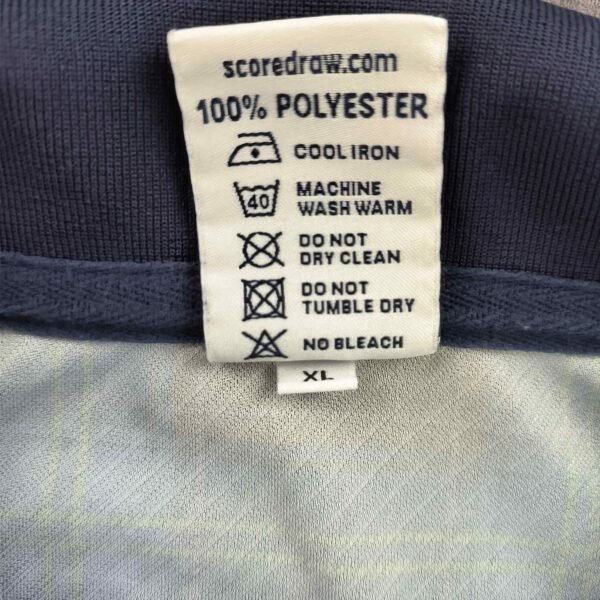 scoredraw.com
100% POLYESTER
COOL IRON
40
MACHINE
WASH WARM
DO NOT
DRY CLEAN
DO NOT
TUMBLE DRY
NO BLEACH
XL